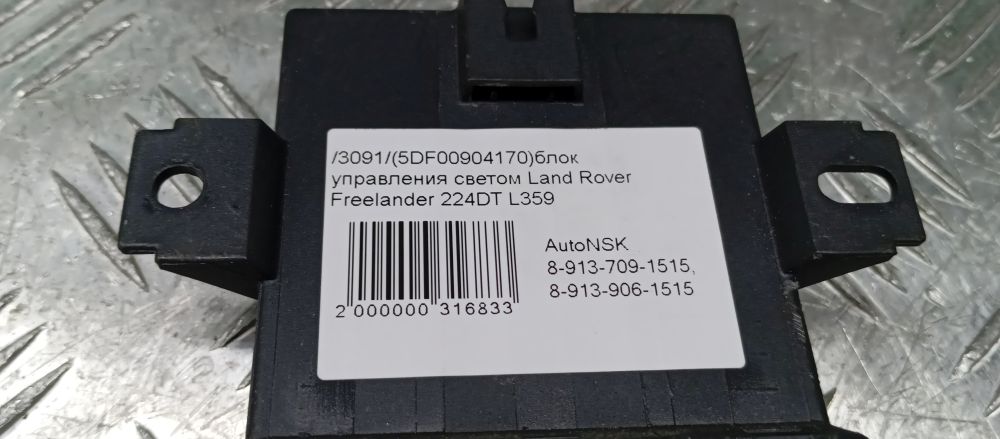 /3091/(5DF00904170)блок
управления светом Land Rover
Freelander 224DT L359
AutoNSK
8-913-709-1515,
8-913-906-1515
2 000000 316833